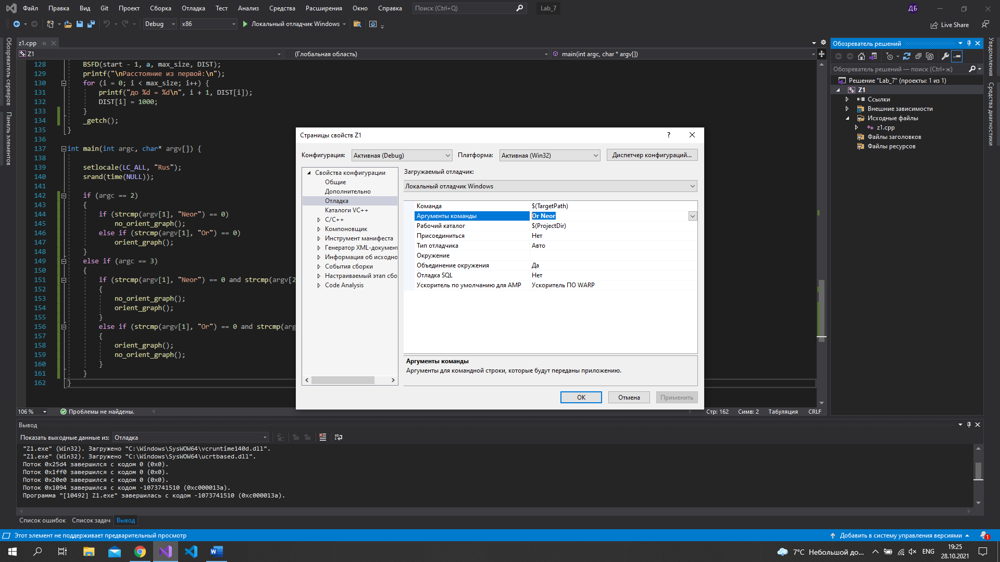 Файл Правка Вид Git Проект Сборка Отладка Тест Анализ Средства Расширения Окно Справка Поиск (Ctrl+Q) Lab_7 ДБ
Debug x86 Локальный отладчик Windows Live Share
Обозреватель серверов
Панель элементов
z1.cpp
Z1 (Глобальная область) main(int argc, char * argv[])
128 BSFD(start - 1, a, max_size, DIST);
129 printf("\nРасстояние из первой:\n");
130 for (i = 0; i < max_size; i++) {
131 printf("до %d = %d\n", i + 1, DIST[i]);
132 DIST[i] = 1000;
133 }
134 _getch();
135 }
136
137 int main(int argc, char* argv[]) {
138
139 setlocale(LC_ALL, "Rus");
140 srand(time(NULL));
141
142 if (argc == 2)
143 {
144 if (strcmp(argv[1], "Neor") == 0)
145 no_orient_graph();
146 else if (strcmp(argv[1], "Or") == 0)
147 orient_graph();
148 }
149 else if (argc == 3)
150 {
151 if (strcmp(argv[1], "Neor") == 0 and strcmp(argv[2
152 {
153 no_orient_graph();
154 orient_graph();
155 }
156 else if (strcmp(argv[1], "Or") == 0 and strcmp(arg
157 {
158 orient_graph();
159 no_orient_graph();
160 }
161 }
162 }
106 % Проблемы не найдены. Стр: 162 Симв: 2 Табуляция CRLF
Страницы свойств Z1 ?
Конфигурация: Активная (Debug) Платформа: Активная (Win32) Диспетчер конфигураций...
Свойства конфигурации
Общие
Дополнительно
Отладка
Каталоги VC++
C/C++
Компоновщик
Инструмент манифеста
Генератор XML-документ
Информация об исходно
События сборки
Настраиваемый этап сбо
Code Analysis
Загружаемый отладчик:
Локальный отладчик Windows
Команда $(TargetPath)
Аргументы команды Or Neor
Рабочий каталог $(ProjectDir)
Присоединиться Нет
Тип отладчика Авто
Окружение
Объединение окружения Да
Отладка SQL Нет
Ускоритель по умолчанию для AMP Ускоритель ПО WARP
Аргументы команды
Аргументы для командной строки, которые будут переданы приложению.
ОК Отмена Применить
Обозреватель решений
Обозреватель решений — поиск (Ctrl+ж)
Решение "Lab_7" (проекты: 1 из 1)
Z1
Ссылки
Внешние зависимости
Исходные файлы
z1.cpp
Файлы заголовков
Файлы ресурсов
Уведомления
Средства диагностики
Вывод
Показать выходные данные из: Отладка
"Z1.exe" (Win32). Загружено "C:\Windows\SysWOW64\vcruntime140d.dll".
"Z1.exe" (Win32). Загружено "C:\Windows\SysWOW64\ucrtbased.dll".
Поток 0x25d4 завершился с кодом 0 (0x0).
Поток 0x1ff0 завершился с кодом 0 (0x0).
Поток 0x20e0 завершился с кодом 0 (0x0).
Поток 0x1094 завершился с кодом -1073741510 (0xc000013a).
Программа "[10492] Z1.exe" завершилась с кодом -1073741510 (0xc000013a).
Список ошибок Список задач Вывод
Этот элемент не поддерживает предварительный просмотр Добавить в систему управления версиями 1
7°C Небольшой до... ENG 19:25
28.10.2021